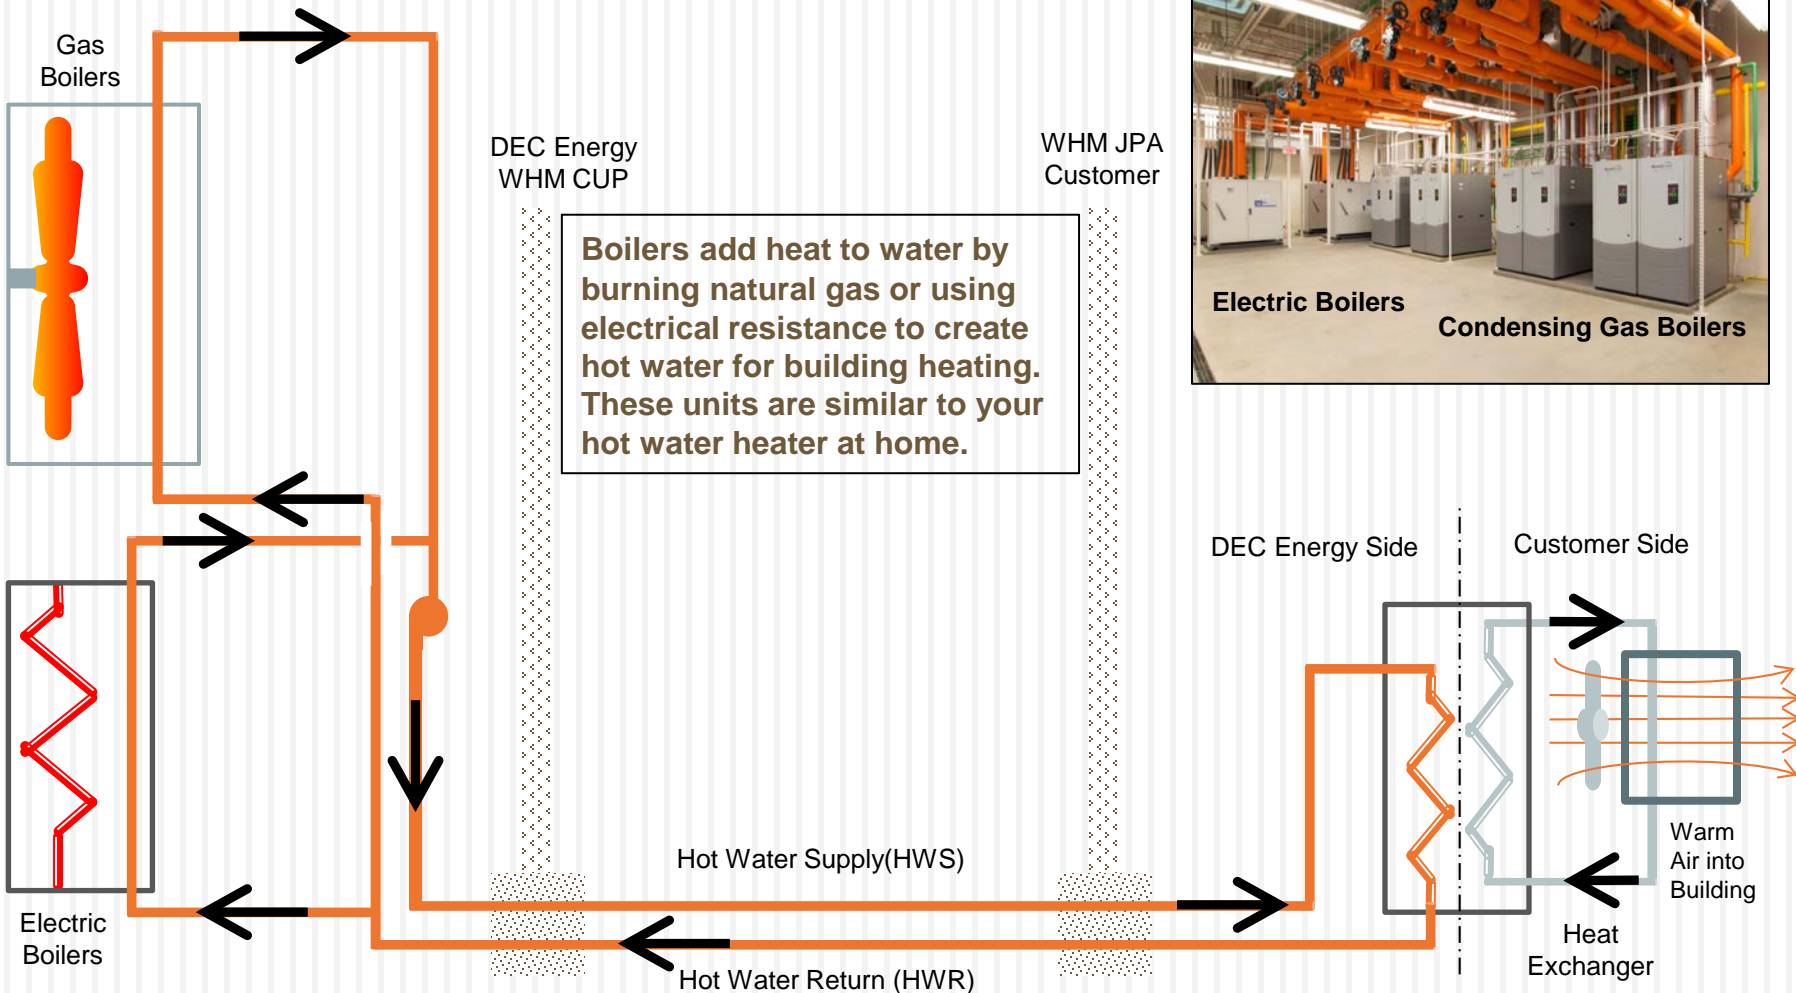 Gas
Boilers
DEC Energy
WHM CUP
WHM JPA
Customer
Boilers add heat to water by
burning natural gas or using
electrical resistance to create
hot water for building heating.
These units are similar to your
hot water heater at home.
Electric Boilers
Condensing Gas Boilers
DEC Energy Side
Customer Side
Hot Water Supply(HWS)
Warm
Air into
Building
Electric
Boilers
Heat
Exchanger
Hot Water Return (HWR)